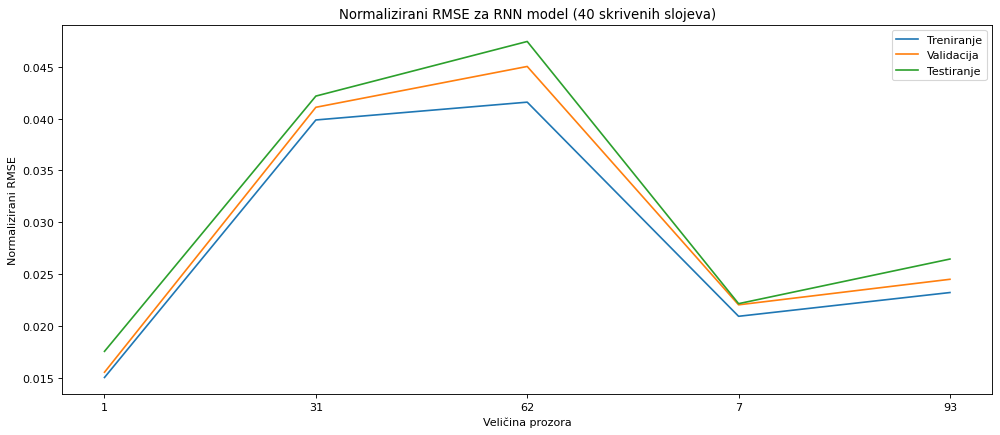 Normalizirani RMSE za RNN model (40 skrivenih slojeva)
Treniranje
Validacija
Testiranje
Normalizirani RMSE
0.045
0.040
0.035
0.030
0.025
0.020
0.015
1 31 62 7 93
Veličina prozora